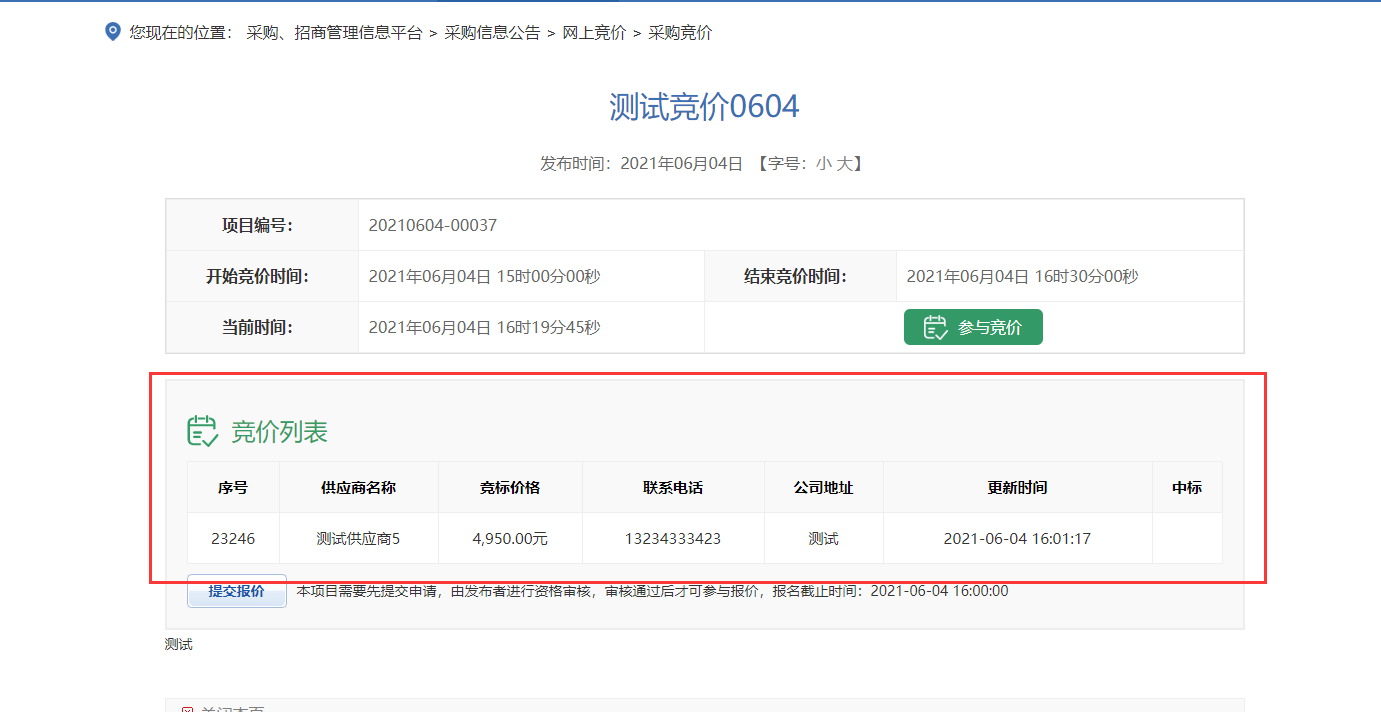 您现在的位置： 采购、招商管理信息平台 > 采购信息公告 > 网上竞价 > 采购竞价
测试竞价0604
发布时间：2021年06月04日 【字号：小 大】
项目编号： 20210604-00037
开始竞价时间： 2021年06月04日 15时00分00秒 结束竞价时间： 2021年06月04日 16时30分00秒
当前时间： 2021年06月04日 16时19分45秒 参与竞价
竞价列表
序号 供应商名称 竞标价格 联系电话 公司地址 更新时间 中标
23246 测试供应商5 4,950.00元 13234333423 测试 2021-06-04 16:01:17
提交报价 本项目需要先提交申请，由发布者进行资格审核，审核通过后才可参与报价，报名截止时间：2021-06-04 16:00:00
测试